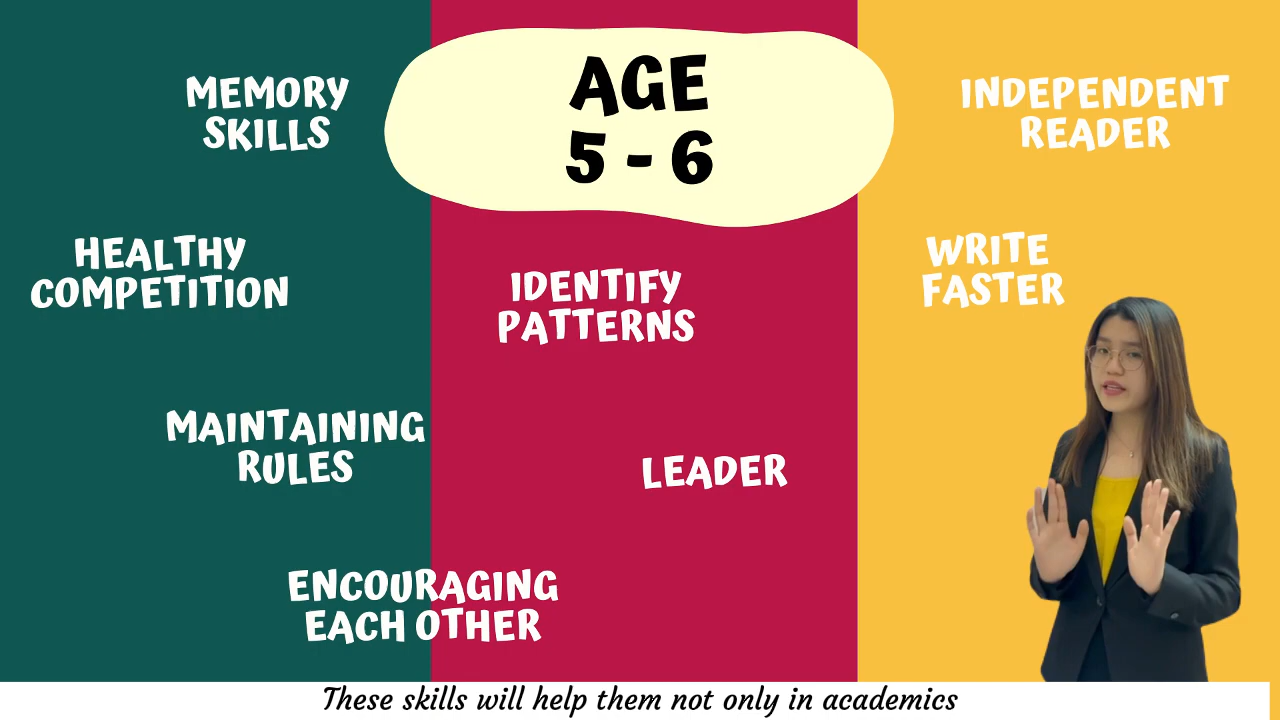 AGE
5 - 6
MEMORY
SKILLS
HEALTHY
COMPETITION
MAINTAINING
RULES
ENCOURAGING
EACH OTHER
IDENTIFY
PATTERNS
LEADER
INDEPENDENT
READER
WRITE
FASTER
These skills will help them not only in academics